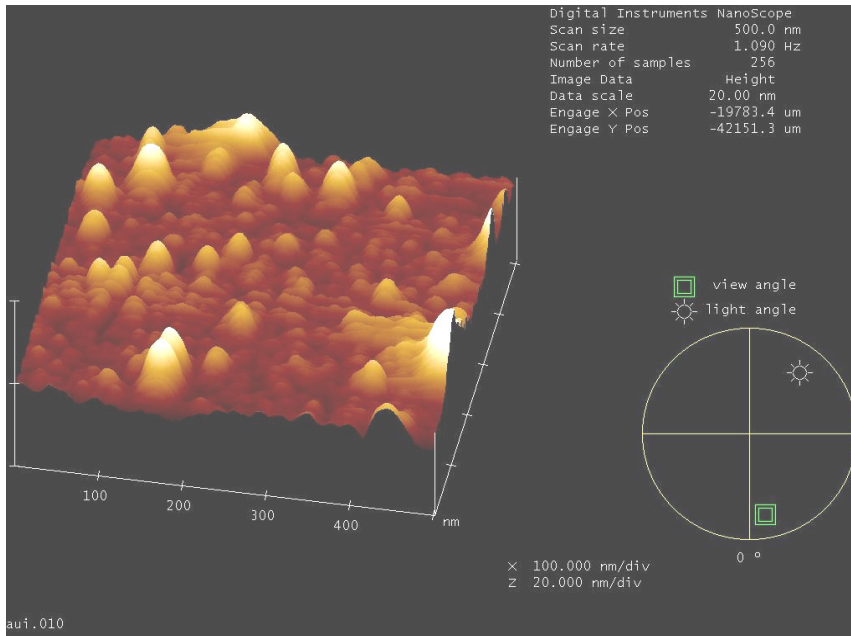 Digital Instruments NanoScope
Scan size 500.0 nm
Scan rate 1.090 Hz
Number of samples 256
Image Data Height
Data scale 20.00 nm
Engage X Pos -19783.4 um
Engage Y Pos -42151.3 um
view angle
light angle
100
200
300
400
nm
0 º
X 100.000 nm/div
Z 20.000 nm/div
aui.010